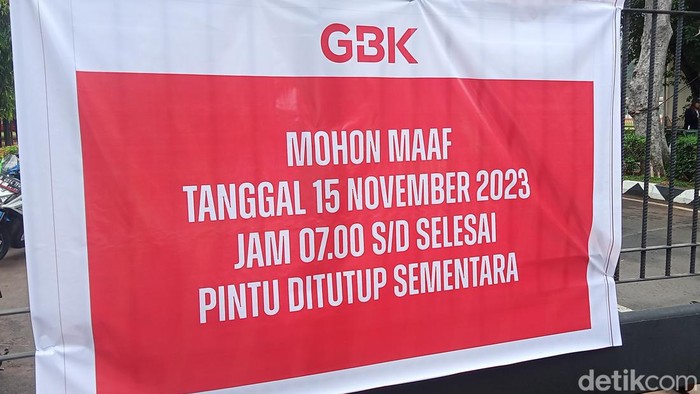 GBK
MOHON MAAF
TANGGAL 15 NOVEMBER 2023
JAM 07.00 S/D SELESAI
PINTU DITUTUP SEMENTARA
detikcom